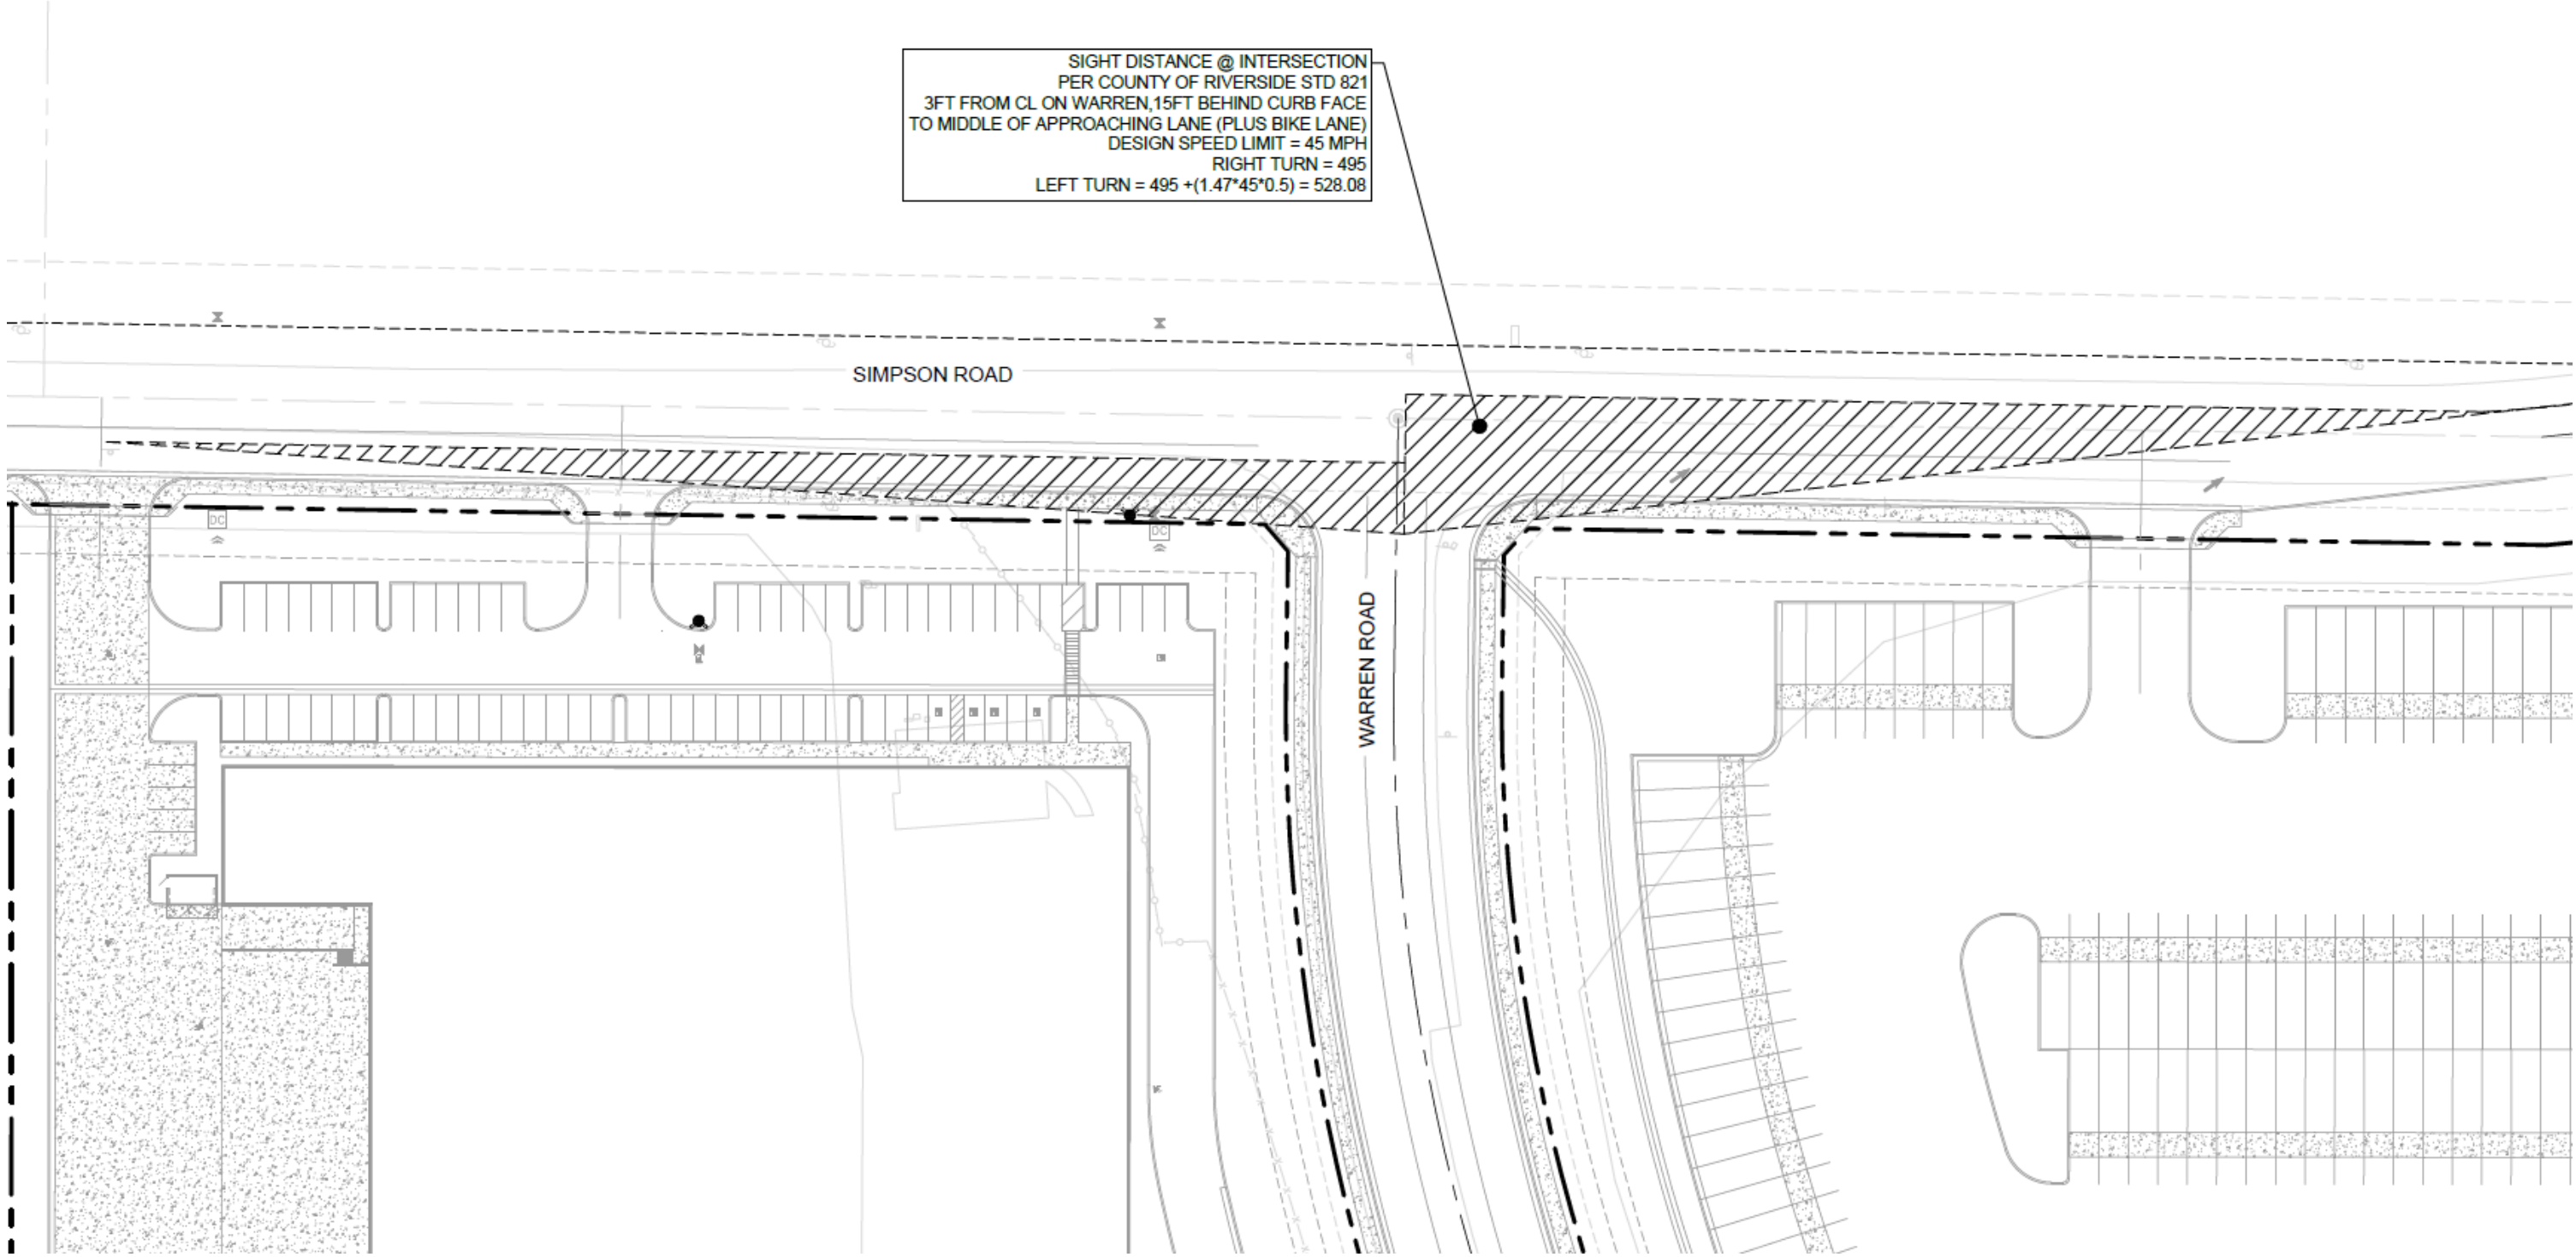 SIGHT DISTANCE @ INTERSECTION
PER COUNTY OF RIVERSIDE STD 821
3FT FROM CL ON WARREN,15FT BEHIND CURB FACE
TO MIDDLE OF APPROACHING LANE (PLUS BIKE LANE)
DESIGN SPEED LIMIT = 45 MPH
RIGHT TURN = 495
LEFT TURN = 495 +(1.47*45*0.5) = 528.08
SIMPSON ROAD
DC
DC
WARREN ROAD